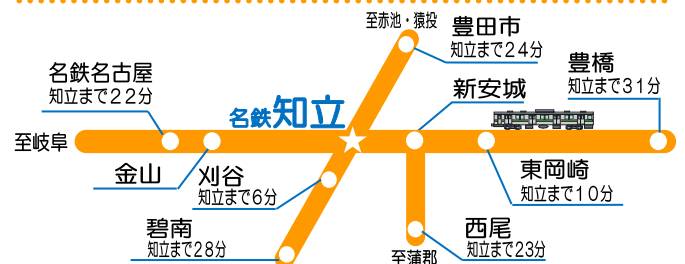 至赤池・猿投
豊田市
知立まで24分
名鉄名古屋
知立まで22分
名鉄知立
新安城
豊橋
知立まで31分
至岐阜
金山
刈谷
知立まで6分
東岡崎
知立まで10分
碧南
知立まで28分
西尾
知立まで23分
至蒲郡